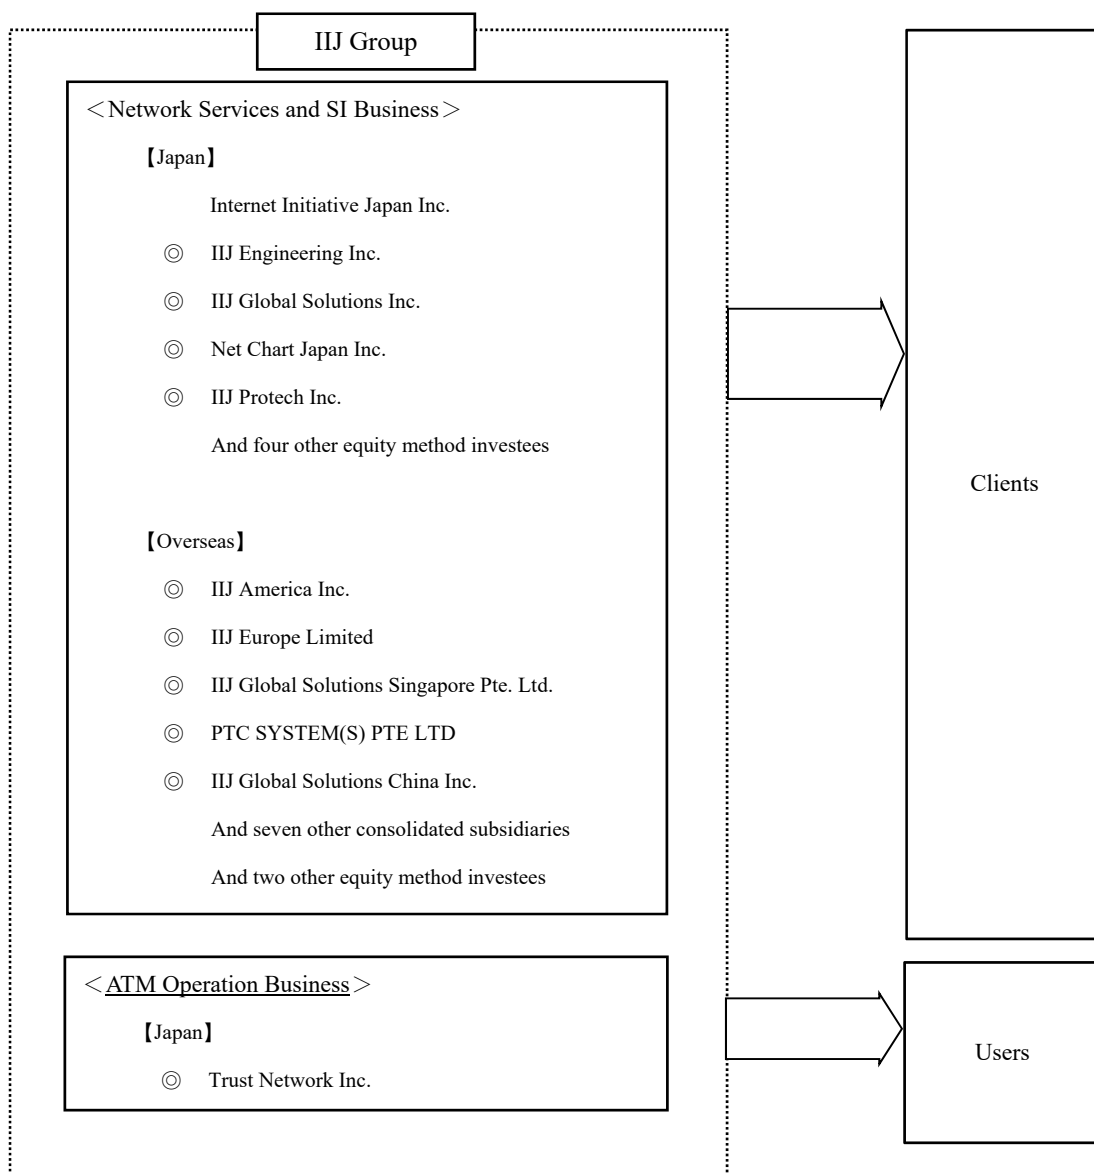 IIJ Group
＜Network Services and SI Business＞
【Japan】
Internet Initiative Japan Inc.
◎ IIJ Engineering Inc.
◎ IIJ Global Solutions Inc.
◎ Net Chart Japan Inc.
◎ IIJ Protech Inc.
And four other equity method investees
【Overseas】
◎ IIJ America Inc.
◎ IIJ Europe Limited
◎ IIJ Global Solutions Singapore Pte. Ltd.
◎ PTC SYSTEM(S) PTE LTD
◎ IIJ Global Solutions China Inc.
And seven other consolidated subsidiaries
And two other equity method investees
Clients
＜ATM Operation Business＞
【Japan】
◎ Trust Network Inc.
Users